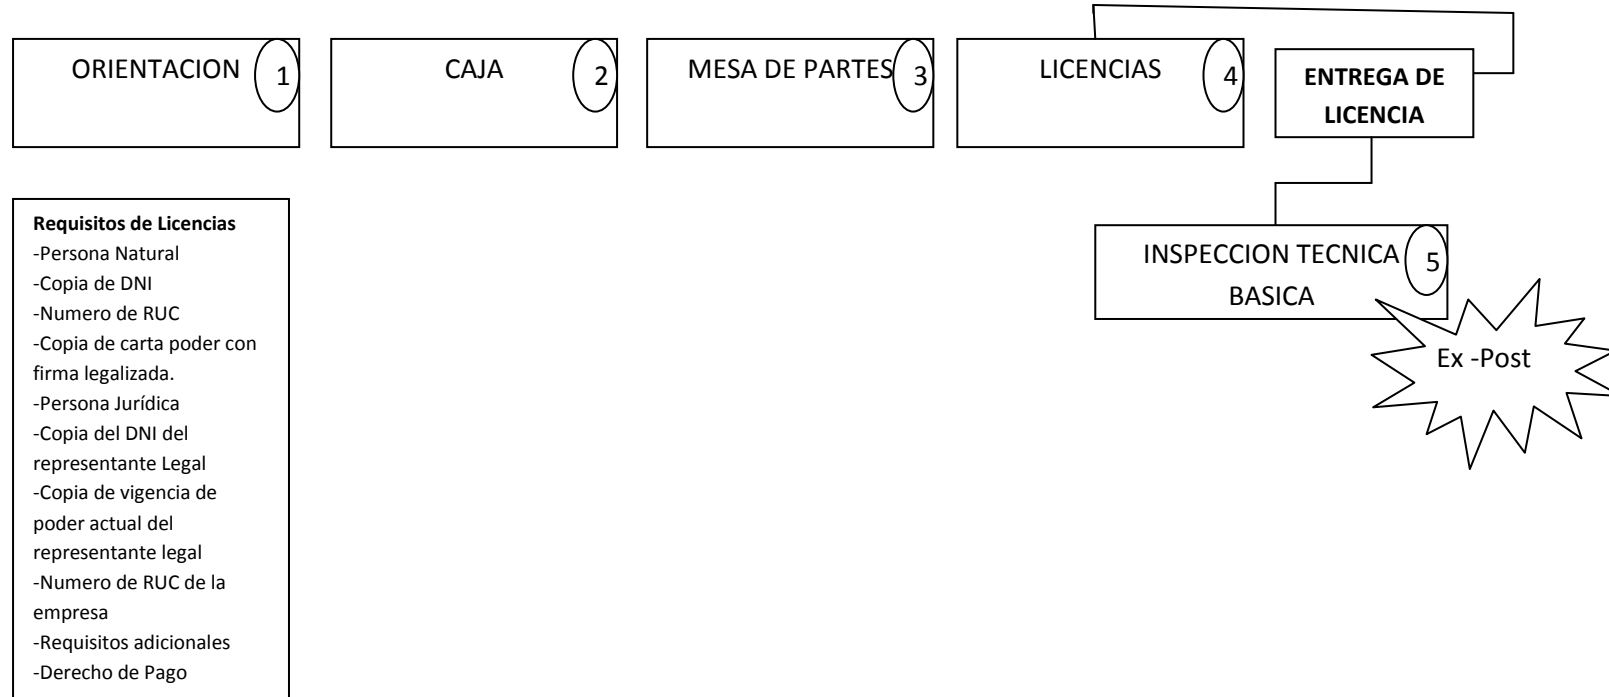 ORIENTACION 1
CAJA 2
MESA DE PARTES 3
LICENCIAS 4
ENTREGA DE
LICENCIA
INSPECCION TECNICA 5
BASICA
Ex -Post
Requisitos de Licencias
-Persona Natural
-Copia de DNI
-Numero de RUC
-Copia de carta poder con
firma legalizada.
-Persona Jurídica
-Copia del DNI del
representante Legal
-Copia de vigencia de
poder actual del
representante legal
-Numero de RUC de la
empresa
-Requisitos adicionales
-Derecho de Pago